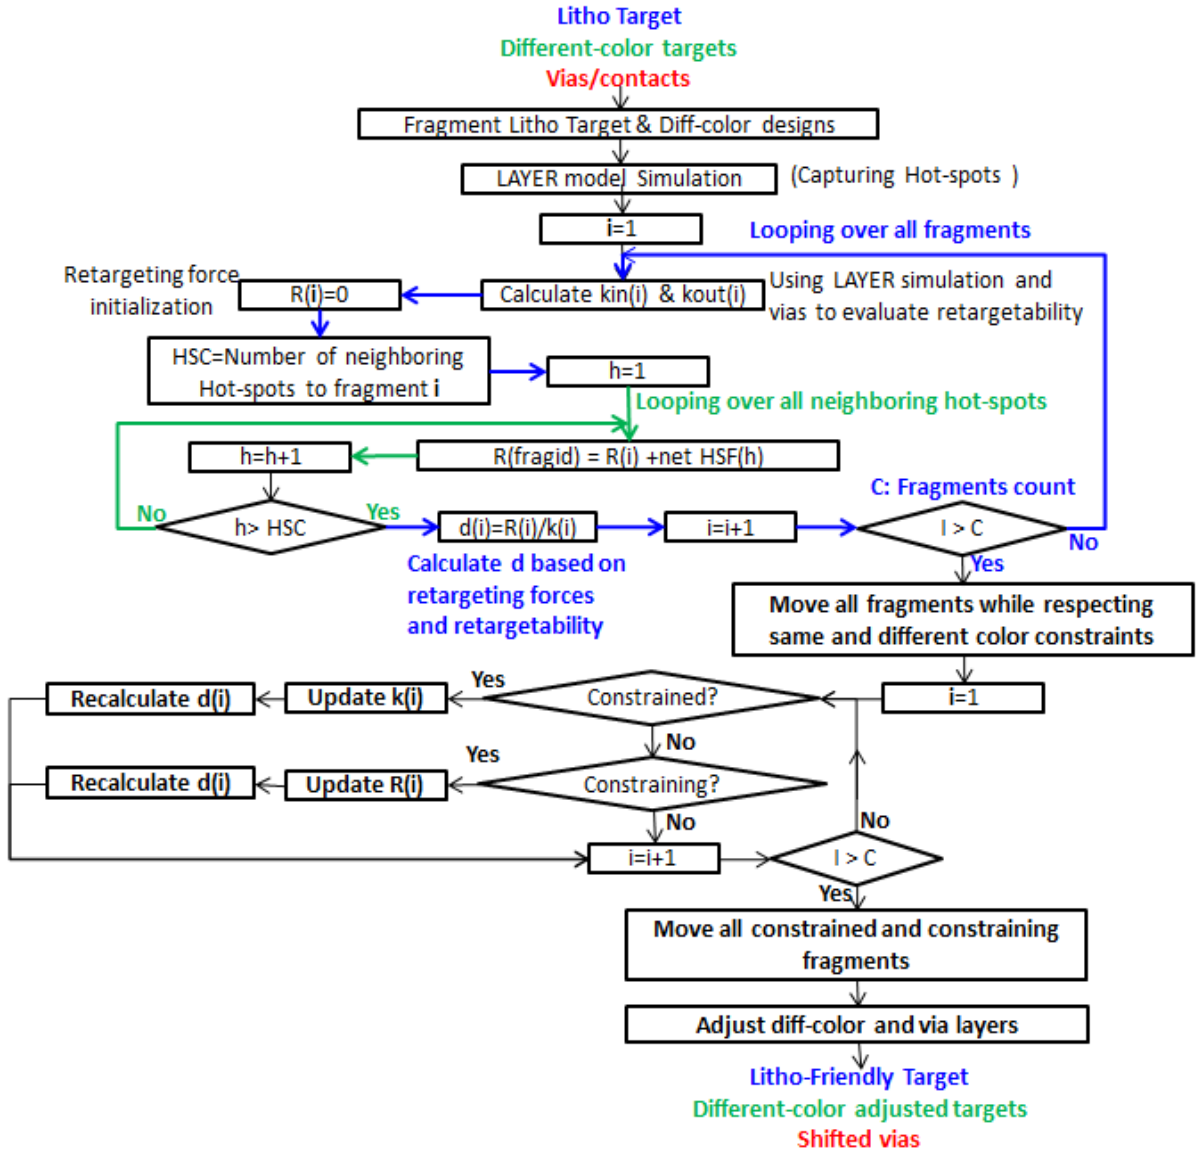 Litho Target
Different-color targets
Vias/contacts
Fragment Litho Target & Diff-color designs
LAYER model Simulation
(Capturing Hot-spots )
i=1
Looping over all fragments
Retargeting force
initialization
R(i)=0
Calculate kin(i) & kout(i)
Using LAYER simulation and
vias to evaluate retargetability
HSC=Number of neighboring
Hot-spots to fragment i
h=1
Looping over all neighboring hot-spots
h=h+1
R(fragid) = R(i) +net HSF(h)
C: Fragments count
No
h> HSC
Yes
d(i)=R(i)/k(i)
i=i+1
I > C
No
Yes
Calculate d based on
retargeting forces
and retargetability
Move all fragments while respecting
same and different color constraints
Recalculate d(i)
Update k(i)
Yes
Constrained?
i=1
No
Recalculate d(i)
Update R(i)
Yes
Constraining?
No
No
i=i+1
I > C
Yes
Move all constrained and constraining
fragments
Adjust diff-color and via layers
Litho-Friendly Target
Different-color adjusted targets
Shifted vias